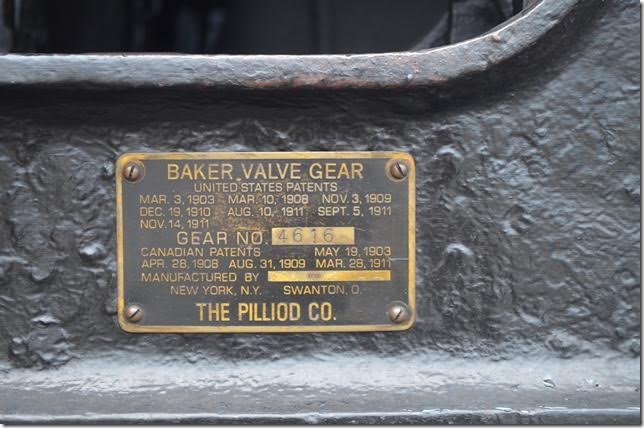 BAKER VALVE GEAR
UNITED STATES PATENTS
MAR. 3, 1903 MAR. 10, 1908 NOV. 3, 1909
DEC. 19, 1910 AUG. 10, 1911 SEPT. 5, 1911
NOV. 14, 1911
GEAR NO. 4616
CANADIAN PATENTS MAY 19, 1903
APR. 28, 1908 AUG. 31, 1909 MAR. 28, 1911
MANUFACTURED BY
NEW YORK, N.Y. SWANTON, O.
THE PILLIOD CO.